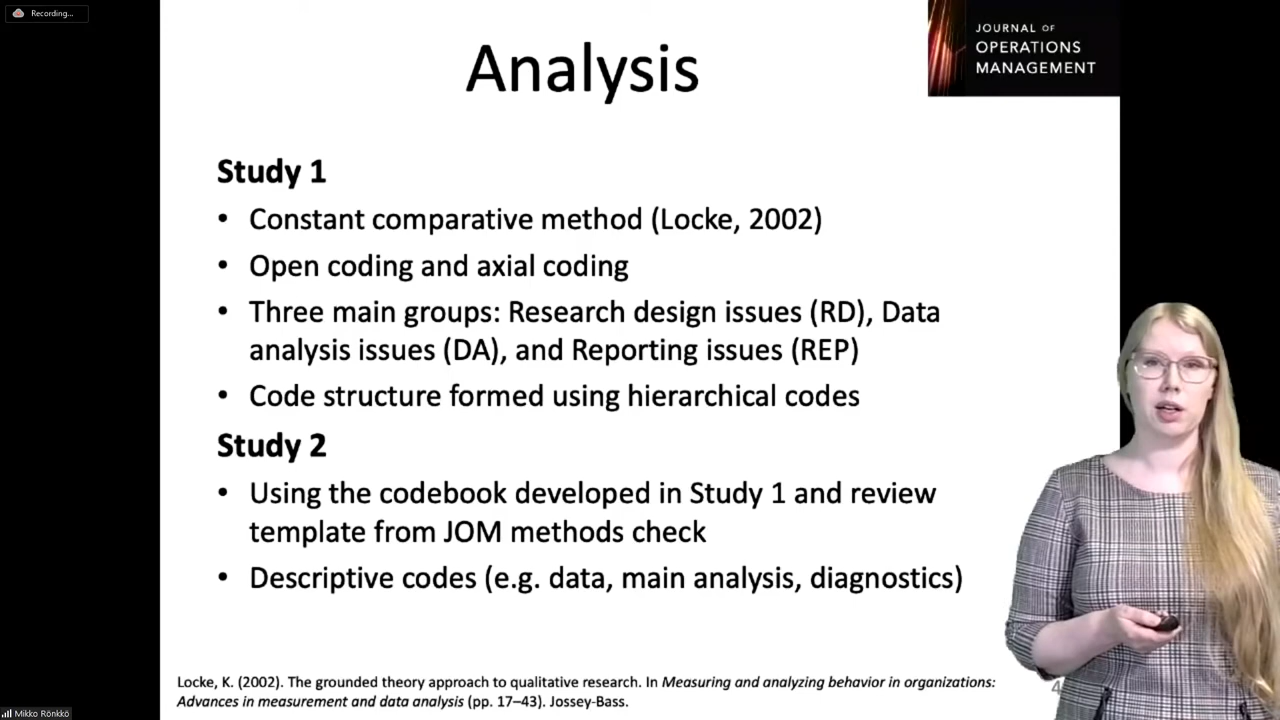 Recording...
JOURNAL OF
OPERATIONS
MANAGEMENT
Analysis
Study 1
• Constant comparative method (Locke, 2002)
• Open coding and axial coding
• Three main groups: Research design issues (RD), Data
analysis issues (DA), and Reporting issues (REP)
• Code structure formed using hierarchical codes
Study 2
• Using the codebook developed in Study 1 and review
template from JOM methods check
• Descriptive codes (e.g. data, main analysis, diagnostics)
Locke, K. (2002). The grounded theory approach to qualitative research. In Measuring and analyzing behavior in organizations:
Advances in measurement and data analysis (pp. 17–43). Jossey-Bass.
4
Mikko Rönkkö